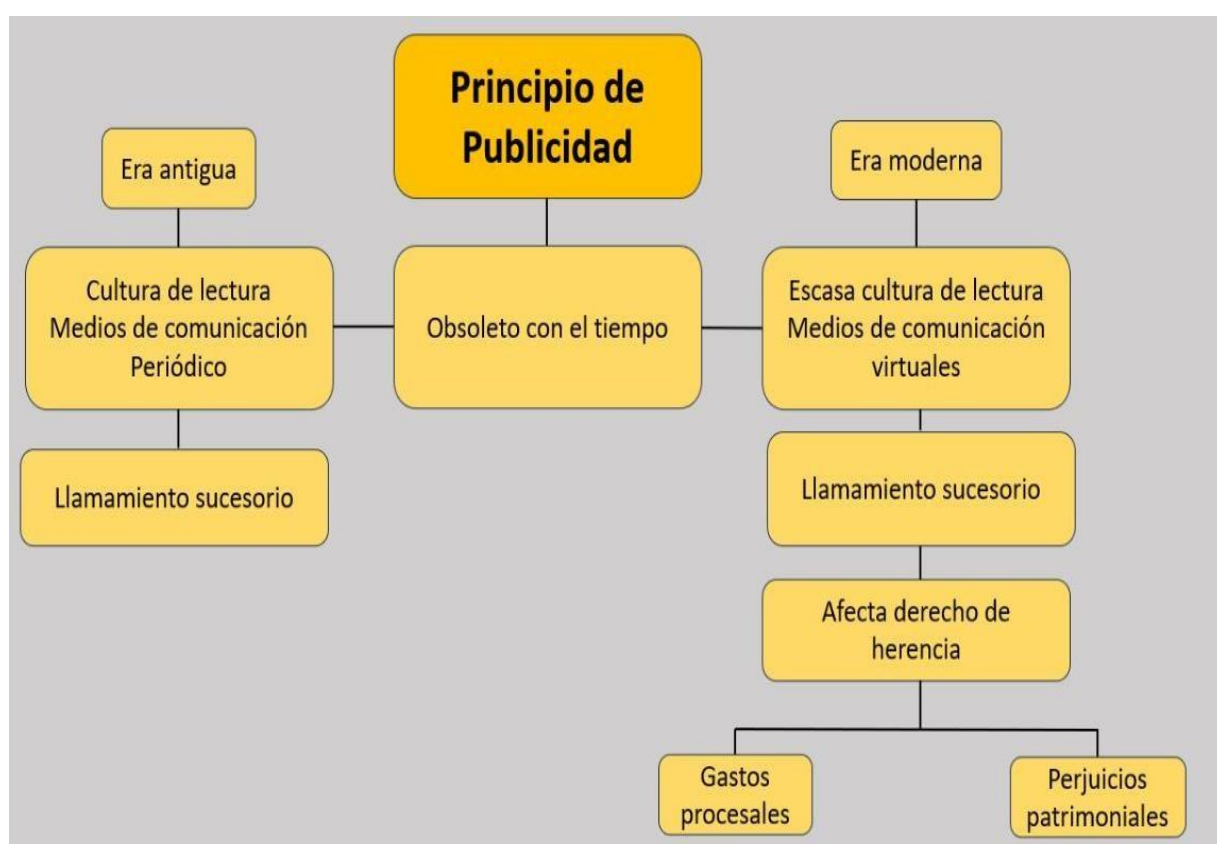 Principio de
Publicidad
Era antigua
Era moderna
Cultura de lectura
Medios de comunicación
Periódico
Obsoleto con el tiempo
Escasa cultura de lectura
Medios de comunicación
virtuales
Llamamiento sucesorio
Llamamiento sucesorio
Afecta derecho de
herencia
Gastos
procesales
Perjuicios
patrimoniales